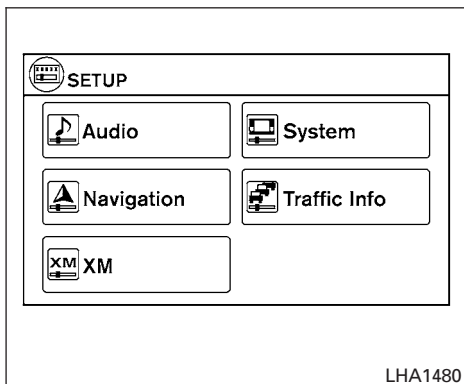 SETUP
Audio
System
Navigation
Traffic Info
XM XM
LHA1480